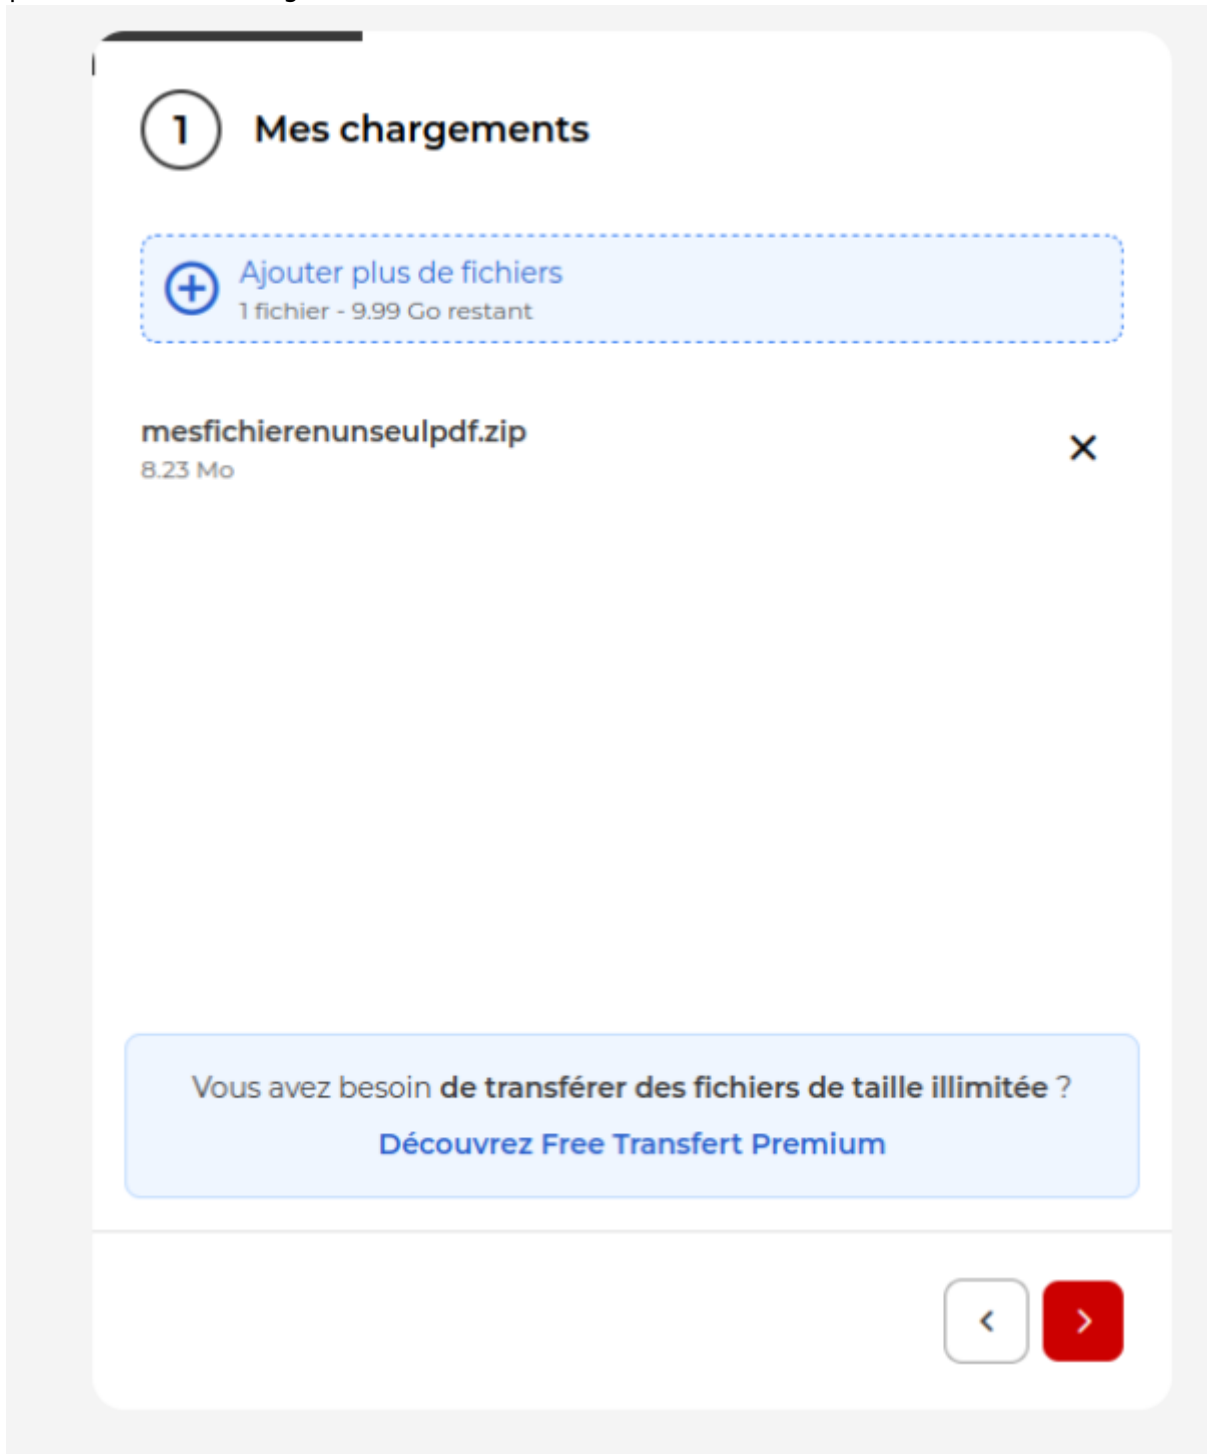 1
Mes chargements
Ajouter plus de fichiers
1 fichier - 9.99 Go restant
mesfichierenunseulpdf.zip
8.23 Mo
Vous avez besoin de transférer des fichiers de taille illimitée ?
Découvrez Free Transfert Premium